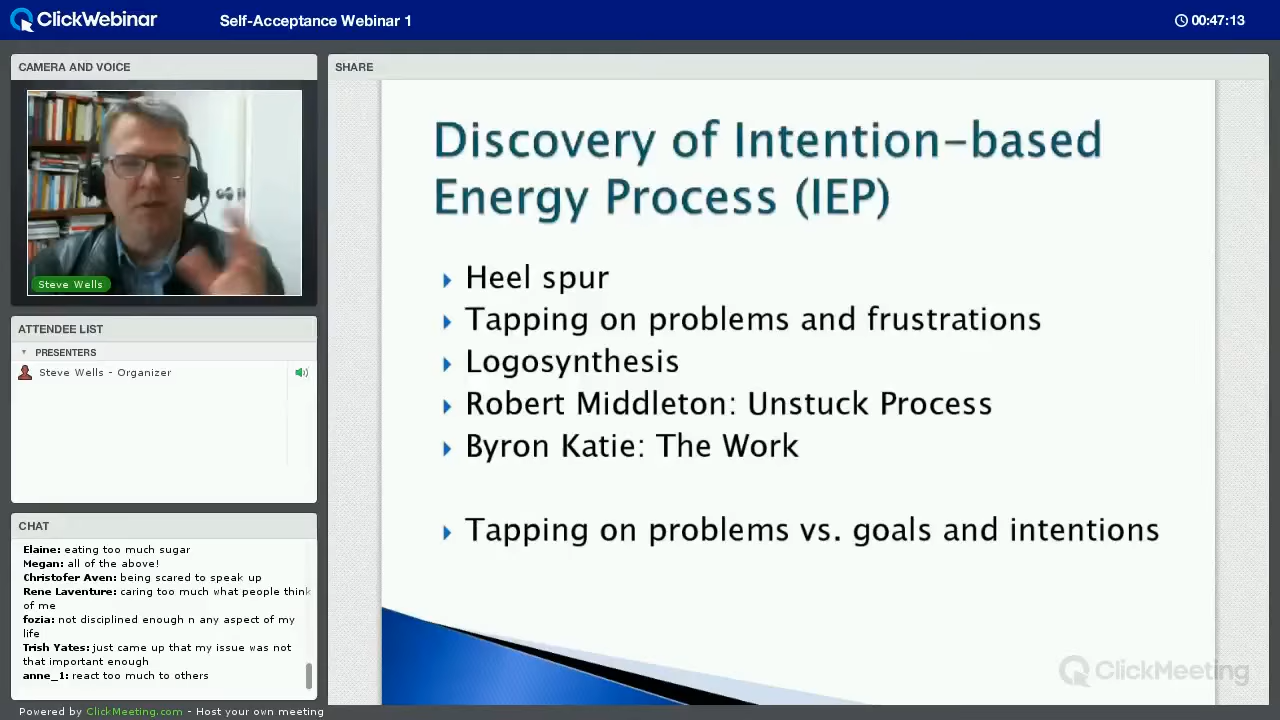 ClickWebinar
Self-Acceptance Webinar 1
00:47:13
CAMERA AND VOICE
Steve Wells
ATTENDEE LIST
PRESENTERS
Steve Wells - Organizer
CHAT
Elaine: eating too much sugar
Megan: all of the above!
Christofer Aven: being scared to speak up
Rene Laventure: caring too much what people think
of me
fozia: not disciplined enough n any aspect of my
life
Trish Yates: just came up that my issue was not
that important enough
anne_1: react too much to others
Powered by ClickMeeting.com - Host your own meeting
SHARE
Discovery of Intention-based
Energy Process (IEP)
Heel spur
Tapping on problems and frustrations
Logosynthesis
Robert Middleton: Unstuck Process
Byron Katie: The Work
Tapping on problems vs. goals and intentions
ClickMeeting